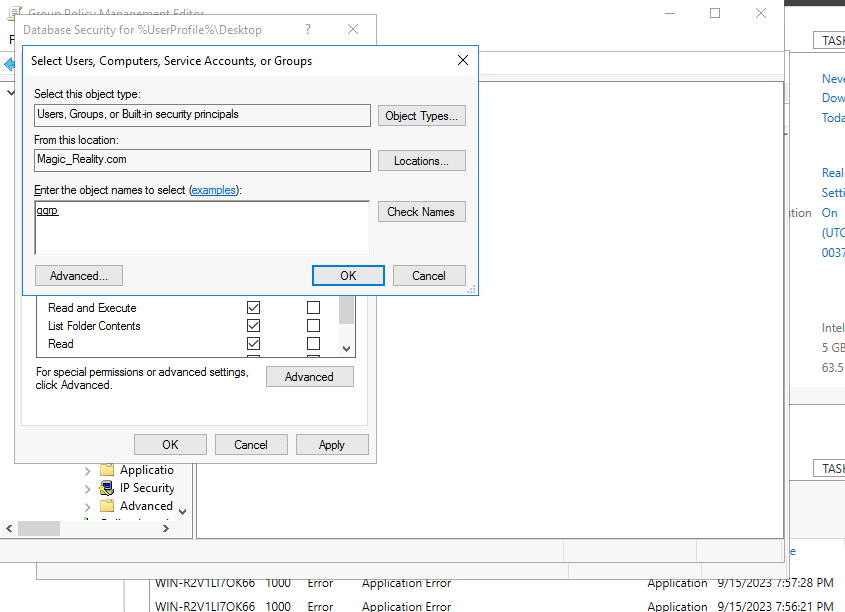 Group Policy Management Editor
Database Security for %UserProfile%\Desktop
?
F
Select Users, Computers, Service Accounts, or Groups
Select this object type:
Users, Groups, or Built-in security principals
Object Types...
From this location:
Magic_Reality.com
Locations...
Enter the object names to select (examples):
gqrp
Check Names
Advanced...
OK
Cancel
Read and Execute
List Folder Contents
Read
For special permissions or advanced settings,
click Advanced.
Advanced
OK
Cancel
Apply
Applicatio
IP Security
Advanced
TASK
Neve
Dow
Toda
Real
Setti
ition
On
(UTC
0037
Intel
5 GB
63.5
TASK
e
WIN-R2V1LI7OK66 1000 Error Application Error Application 9/15/2023 7:57:28 PM
WIN-R2V1LI7OK66 1000 Error Application Error Application 9/15/2023 7:56:21 PM